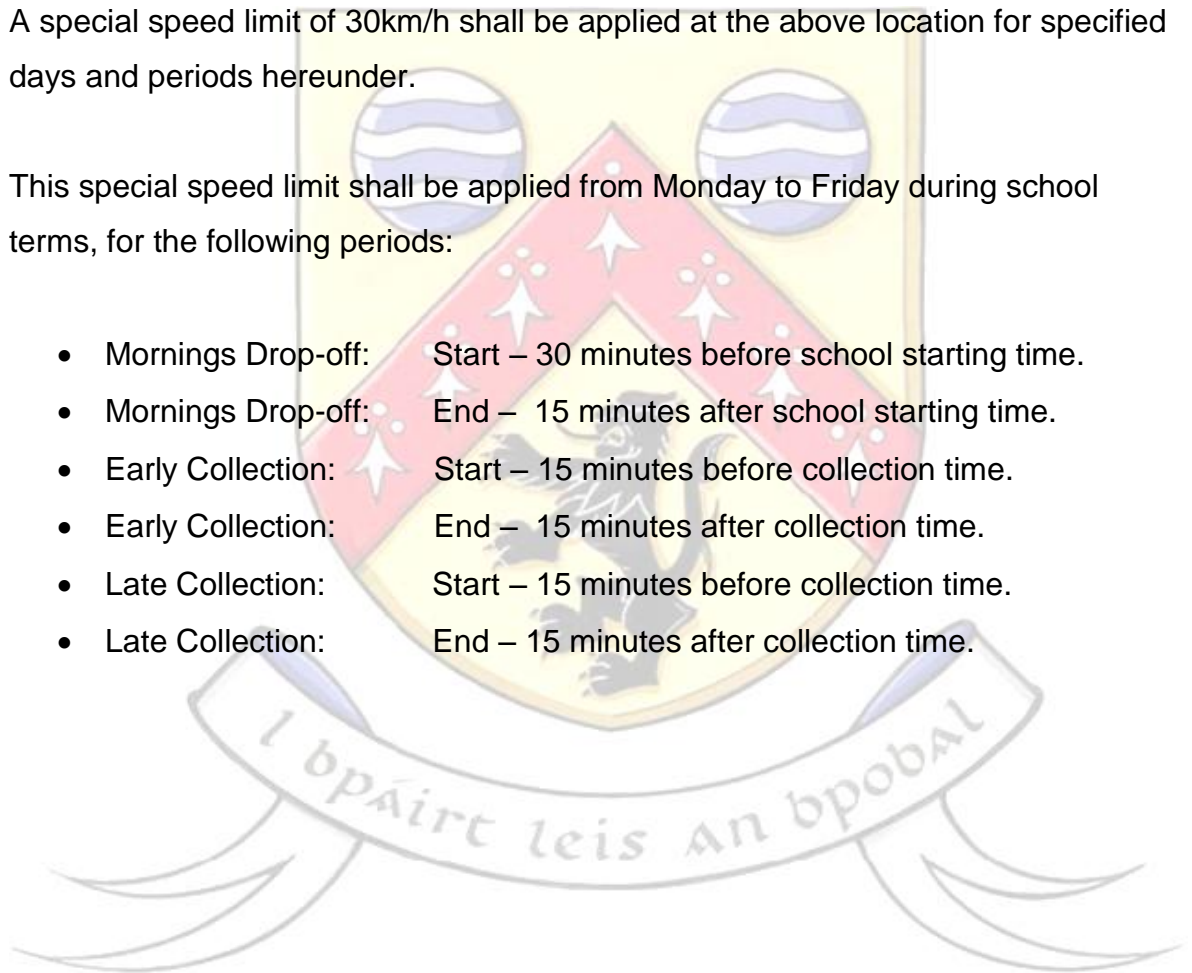 A special speed limit of 30km/h shall be applied at the above location for specified
days and periods hereunder.
This special speed limit shall be applied from Monday to Friday during school
terms, for the following periods:
• Mornings Drop-off: Start – 30 minutes before school starting time.
• Mornings Drop-off: End – 15 minutes after school starting time.
• Early Collection: Start – 15 minutes before collection time.
• Early Collection: End – 15 minutes after collection time.
• Late Collection: Start – 15 minutes before collection time.
• Late Collection: End – 15 minutes after collection time.
i bpáirt leis an bpobal